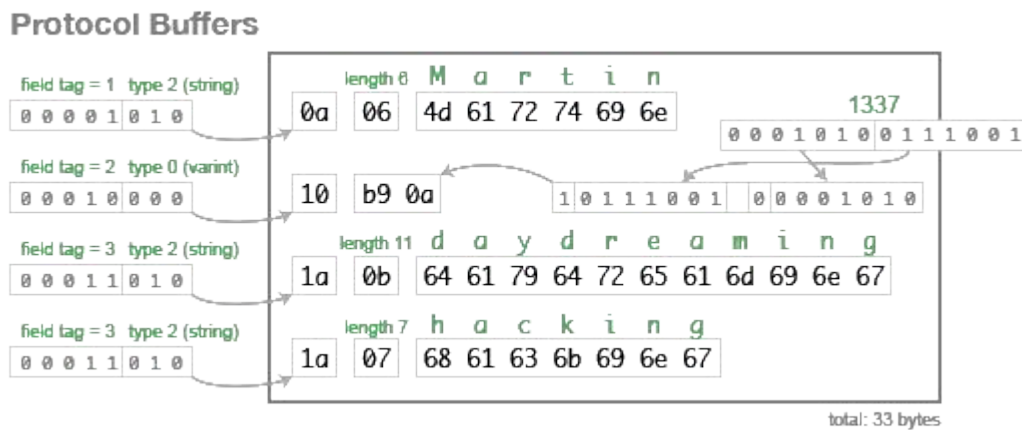 Protocol Buffers
field tag = 1 type 2 (string)
0 0 0 0 1 0 1 0
0a
length 6
06
M a r t i n
4d 61 72 74 69 6e
1337
0 0 0 1 0 1 0 0 1 1 1 0 0 1
field tag = 2 type 0 (varint)
0 0 0 1 0 0 0 0
10
b9 0a
1 0 1 1 1 0 0 1 0 0 0 0 1 0 1 0
field tag = 3 type 2 (string)
0 0 0 1 1 0 1 0
1a
length 11
0b
d a y d r e a m i n g
64 61 79 64 72 65 61 6d 69 6e 67
field tag = 3 type 2 (string)
0 0 0 1 1 0 1 0
1a
length 7
07
h a c k i n g
68 61 63 6b 69 6e 67
total: 33 bytes